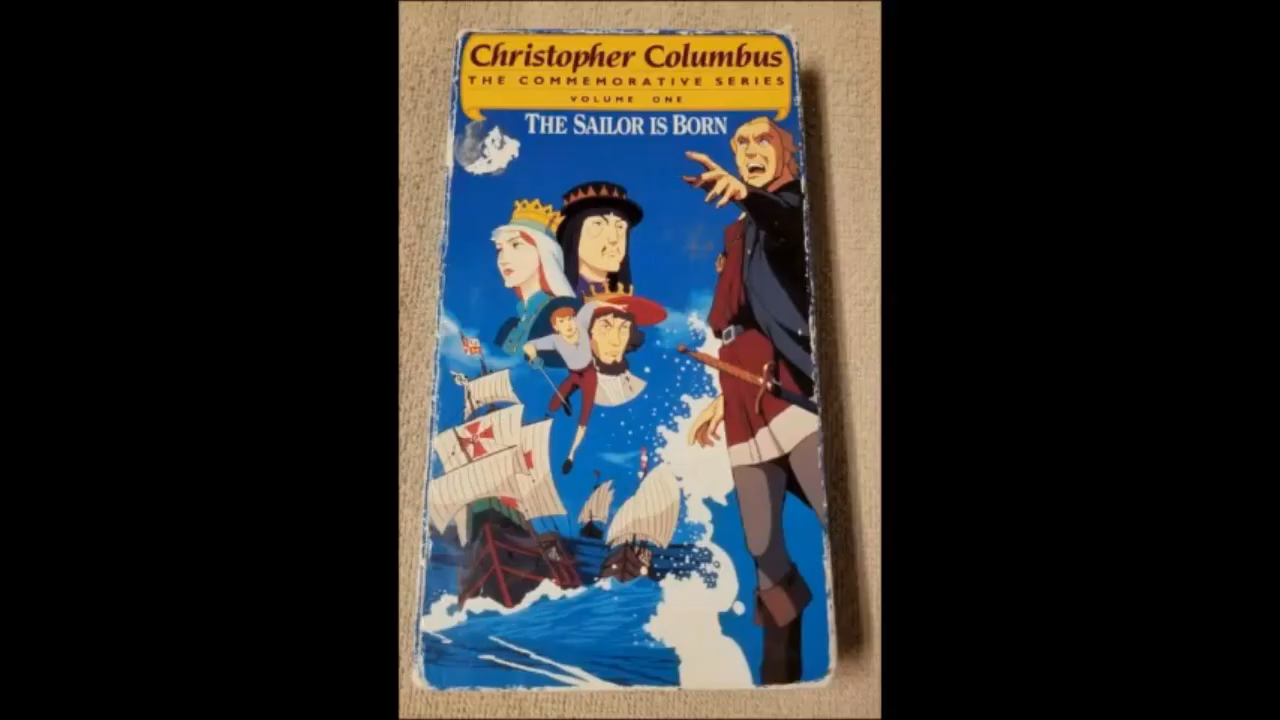 Christopher Columbus
THE COMMEMORATIVE SERIES
VOLUME ONE
THE SAILOR IS BORN